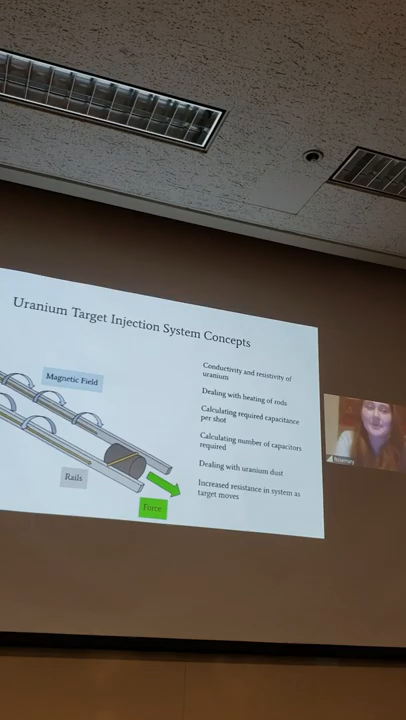 Uranium Target Injection System Concepts
Magnetic Field
Rails
Force
Conductivity and resistivity of
uranium
Dealing with heating of rods
Calculating required capacitance
per shot
Calculating number of capacitors
required
Dealing with uranium dust
Increased resistance in system as
target moves
Rosemary